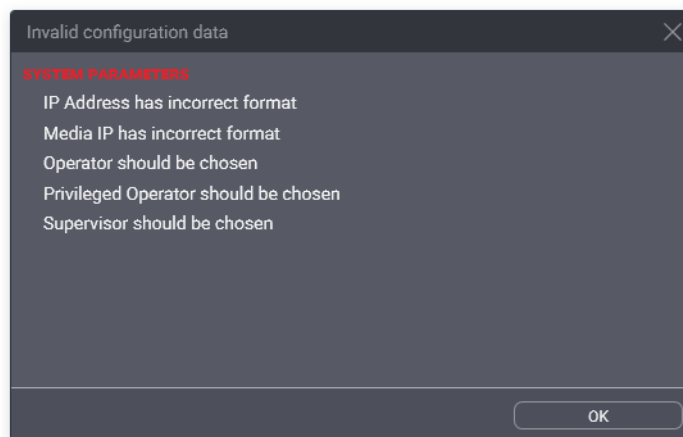 Invalid configuration data
SYSTEM PARAMETERS
IP Address has incorrect format
Media IP has incorrect format
Operator should be chosen
Privileged Operator should be chosen
Supervisor should be chosen
OK